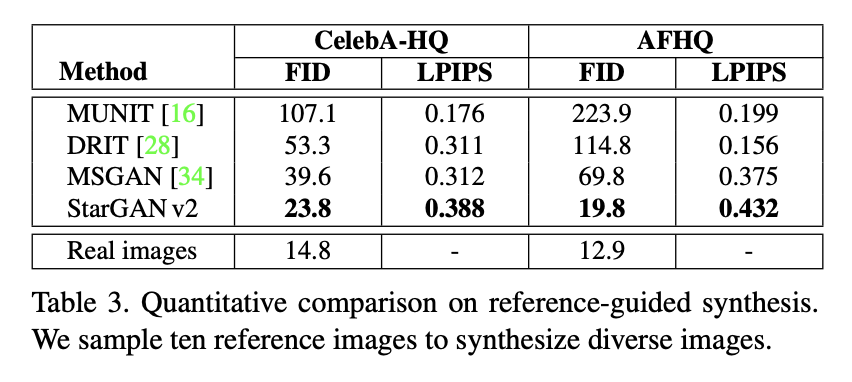 CelebA-HQ AFHQ
Method FID LPIPS FID LPIPS
MUNIT [16] 107.1 0.176 223.9 0.199
DRIT [28] 53.3 0.311 114.8 0.156
MSGAN [34] 39.6 0.312 69.8 0.375
StarGAN v2 23.8 0.388 19.8 0.432
Real images 14.8 - 12.9 -
Table 3. Quantitative comparison on reference-guided synthesis.
We sample ten reference images to synthesize diverse images.